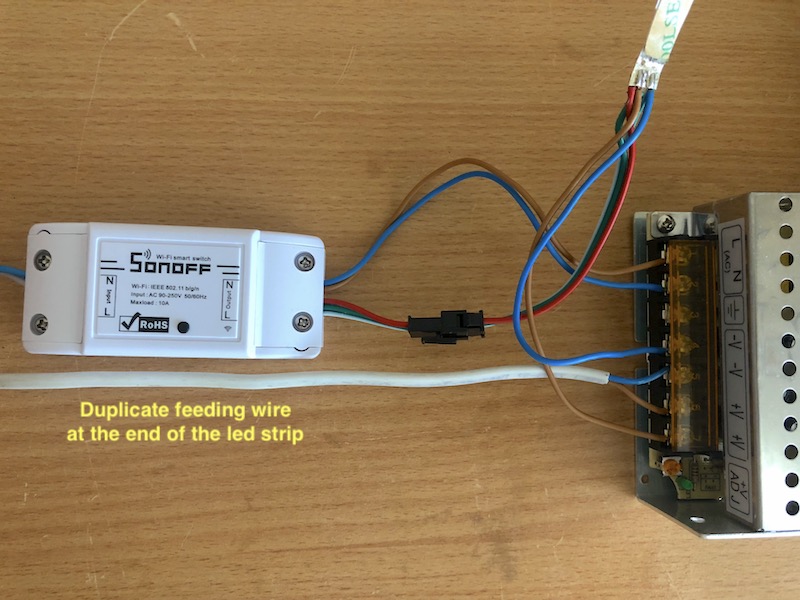 Wi-Fi smart switch
SONOFF
Wi-Fi: IEEE 802.11 b/g/n
Input : AC 90-250V 50/60Hz
Maxload : 10A
RoHS
N
Input
L
N
Output
L
Duplicate feeding wire
at the end of the led strip
L
N
(AC)
-V
-V
+V
+V
+V
ADJ